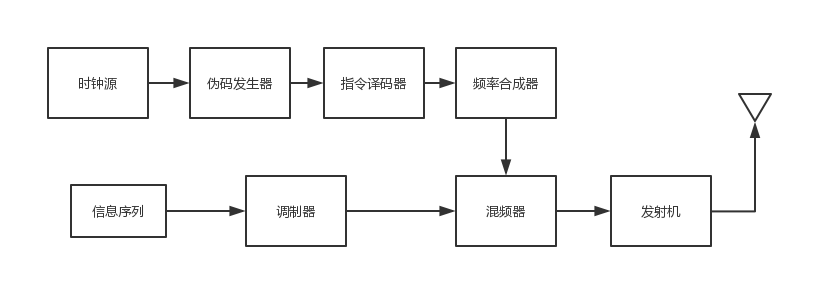 时钟源
伪码发生器
指令译码器
频率合成器
信息序列
调制器
混频器
发射机